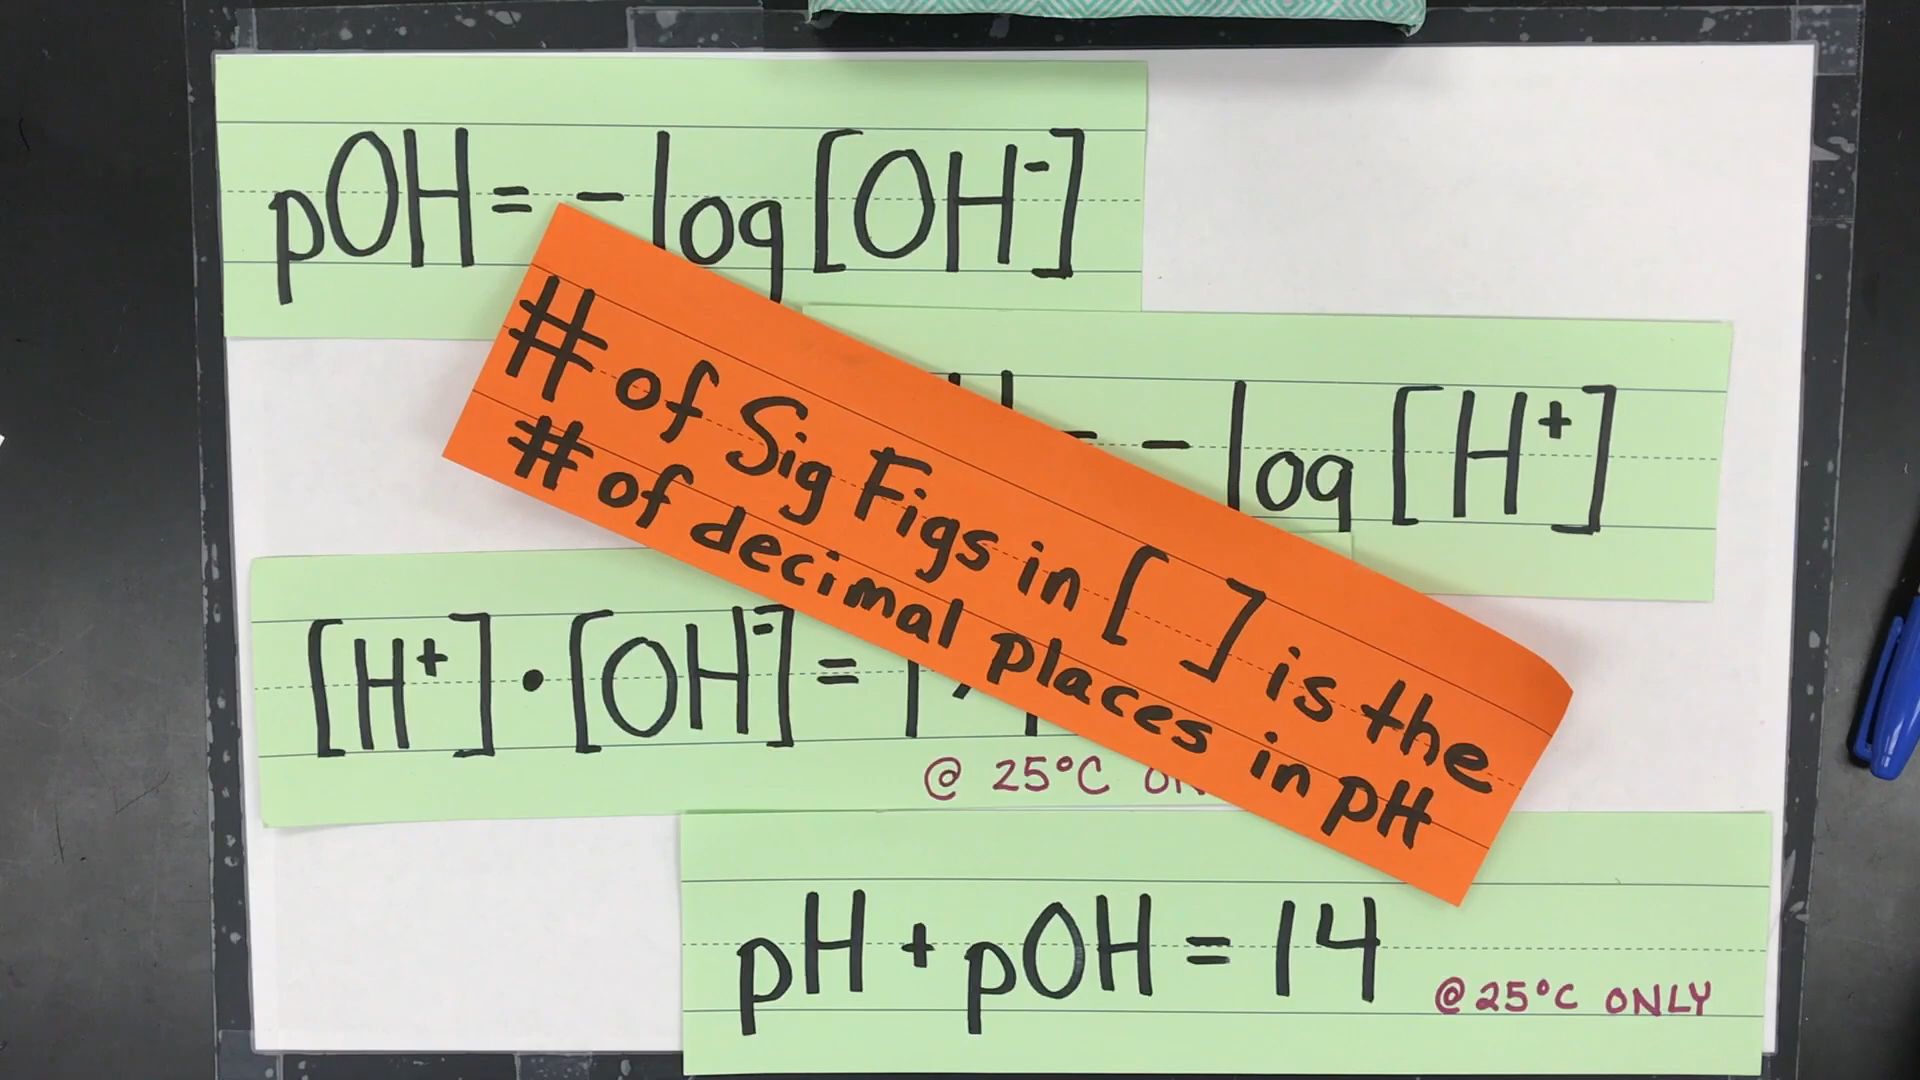 pOH = -log [OH⁻]
= -log [H⁺]
# of Sig Figs in [ ] is the
# of decimal places in pH
[H⁺] • [OH⁻] =
@ 25°C
pH + pOH = 14
@ 25°C ONLY